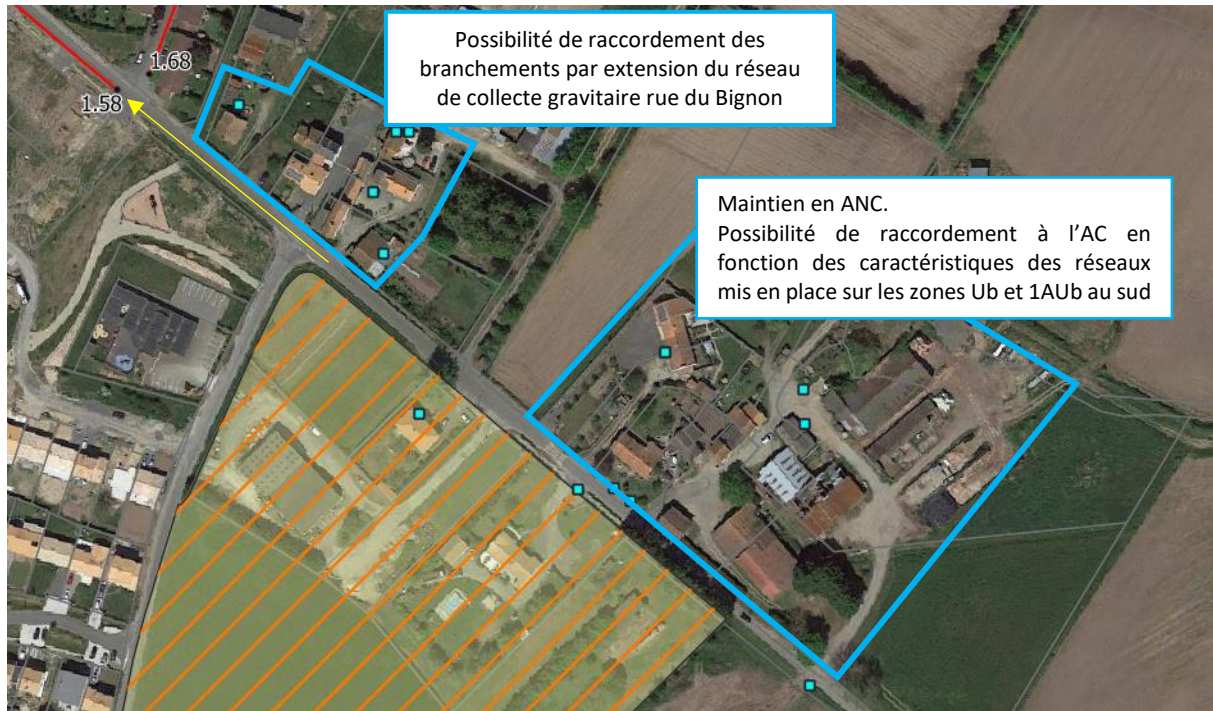 Possibilité de raccordement des
branchements par extension du réseau
de collecte gravitaire rue du Bignon
1.68
1.58
Maintien en ANC.
Possibilité de raccordement à l'AC en
fonction des caractéristiques des réseaux
mis en place sur les zones Ub et 1AUb au sud